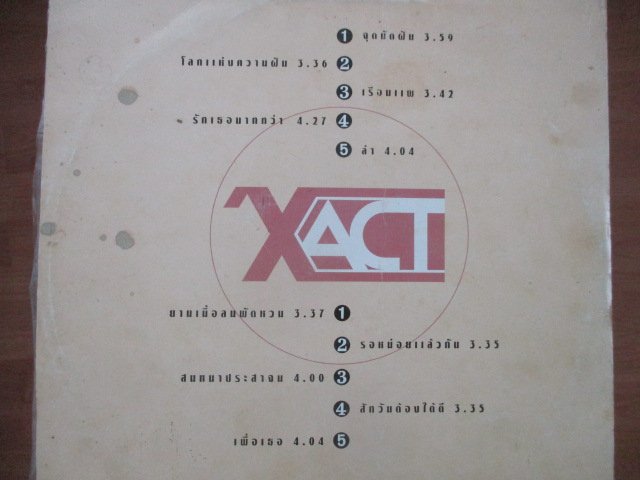 1 จุดนัดฝัน 3.59
โลกแห่งความฝัน 3.36 2
3 เรือนแพ 3.42
รักเธอมากกว่า 4.27 4
5 ล่า 4.04
'XACT
ยามเมื่อลมพัดหวน 3.37 1
2 รอหน่อยแล้วกัน 3.35
สนทนาประสาจน 4.00 3
4 สักวันต้องได้ดี 3.35
เพื่อเธอ 4.04 5